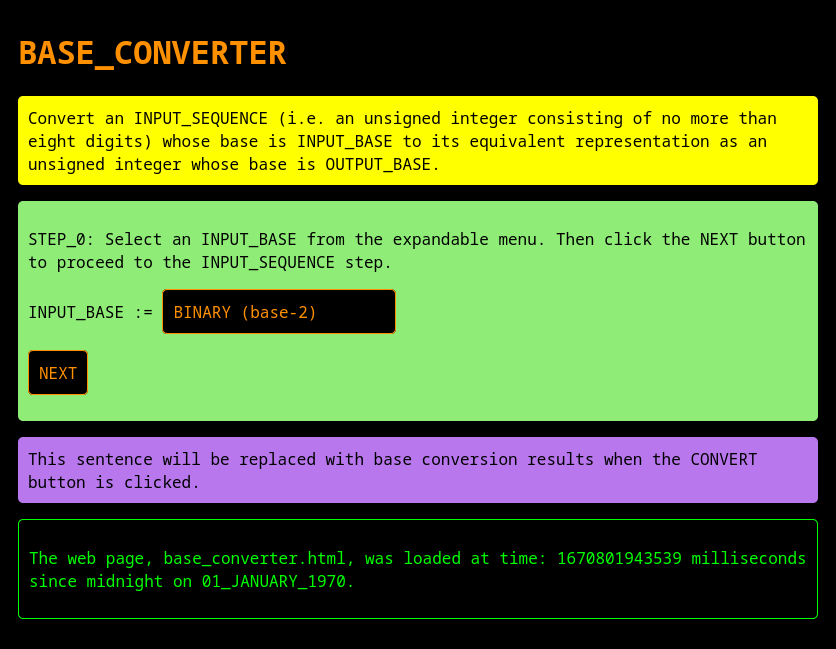 BASE_CONVERTER
Convert an INPUT_SEQUENCE (i.e. an unsigned integer consisting of no more than
eight digits) whose base is INPUT_BASE to its equivalent representation as an
unsigned integer whose base is OUTPUT_BASE.
STEP_0: Select an INPUT_BASE from the expandable menu. Then click the NEXT button
to proceed to the INPUT_SEQUENCE step.
INPUT_BASE := BINARY (base-2)
NEXT
This sentence will be replaced with base conversion results when the CONVERT
button is clicked.
The web page, base_converter.html, was loaded at time: 1670801943539 milliseconds
since midnight on 01_JANUARY_1970.